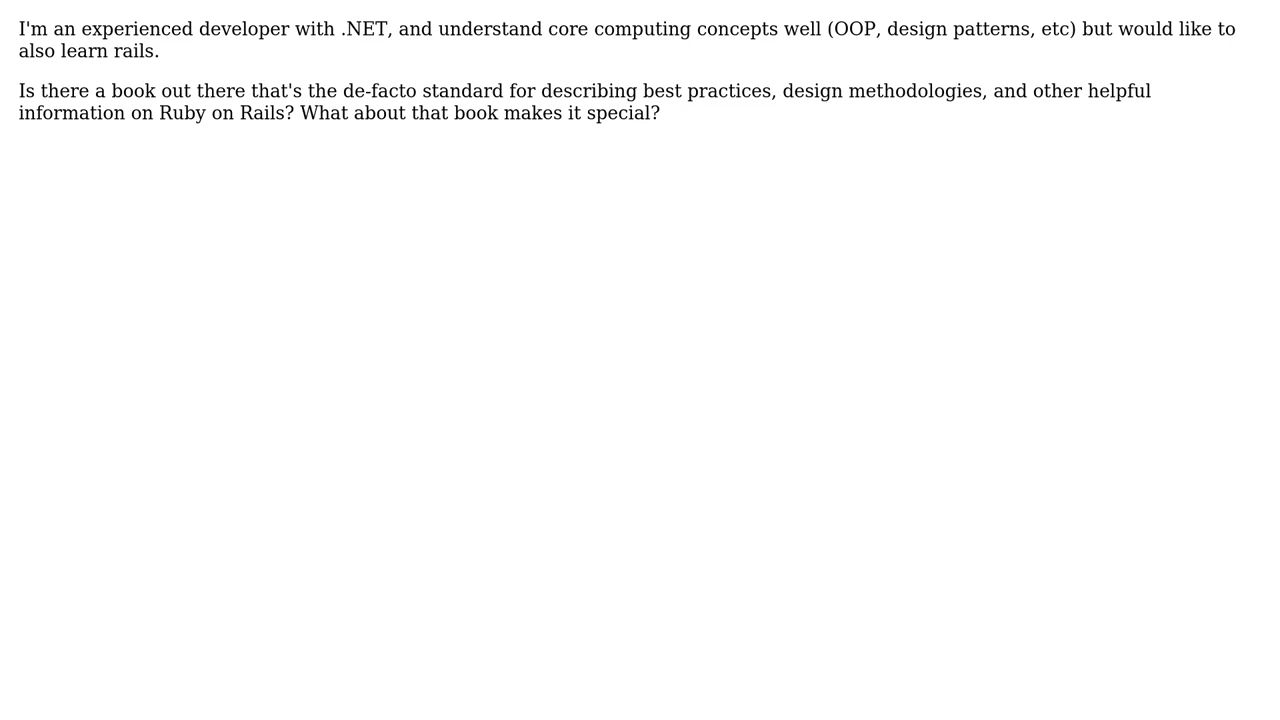 I'm an experienced developer with .NET, and understand core computing concepts well (OOP, design patterns, etc) but would like to
also learn rails.
Is there a book out there that's the de-facto standard for describing best practices, design methodologies, and other helpful
information on Ruby on Rails? What about that book makes it special?